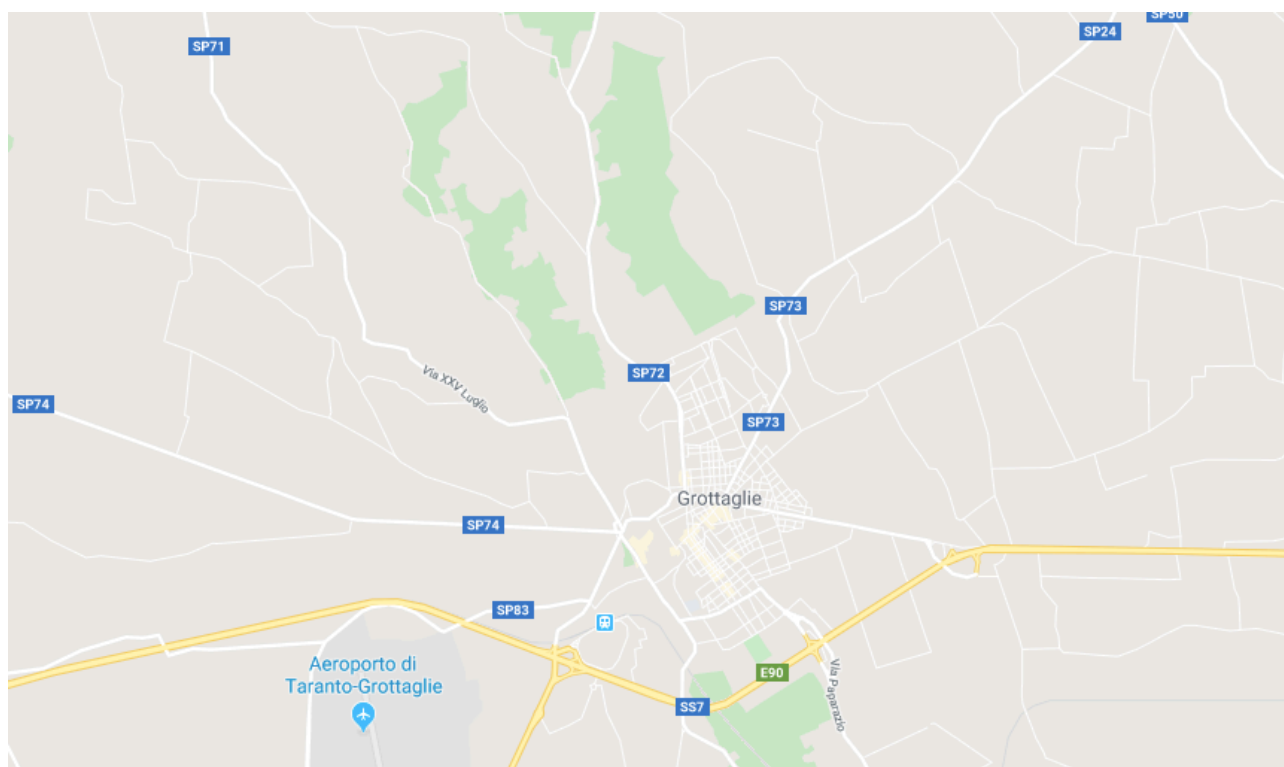 SP50
SP24
SP71
SP73
SP72
Via XXV Luglio
SP74
SP73
Grottaglie
SP74
SP83
Aeroporto di
Taranto-Grottaglie
E90
Via Paparazio
SS7